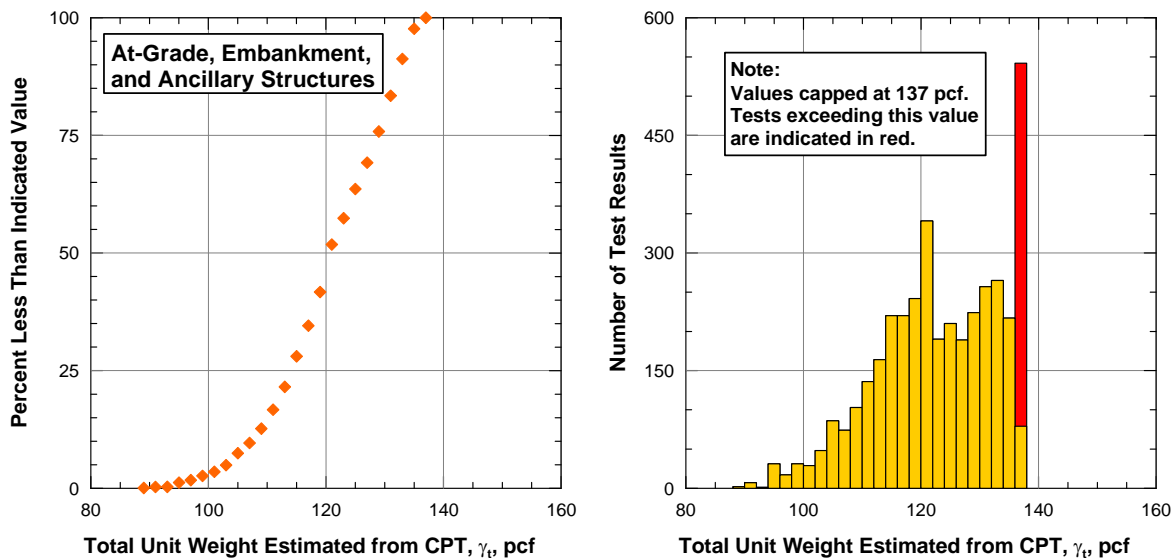 100
75
50
25
0
Percent Less Than Indicated Value
At-Grade, Embankment,
and Ancillary Structures
80 100 120 140 160
Total Unit Weight Estimated from CPT, γt, pcf
600
450
300
150
0
Number of Test Results
Note:
Values capped at 137 pcf.
Tests exceeding this value
are indicated in red.
80 100 120 140 160
Total Unit Weight Estimated from CPT, γt, pcf